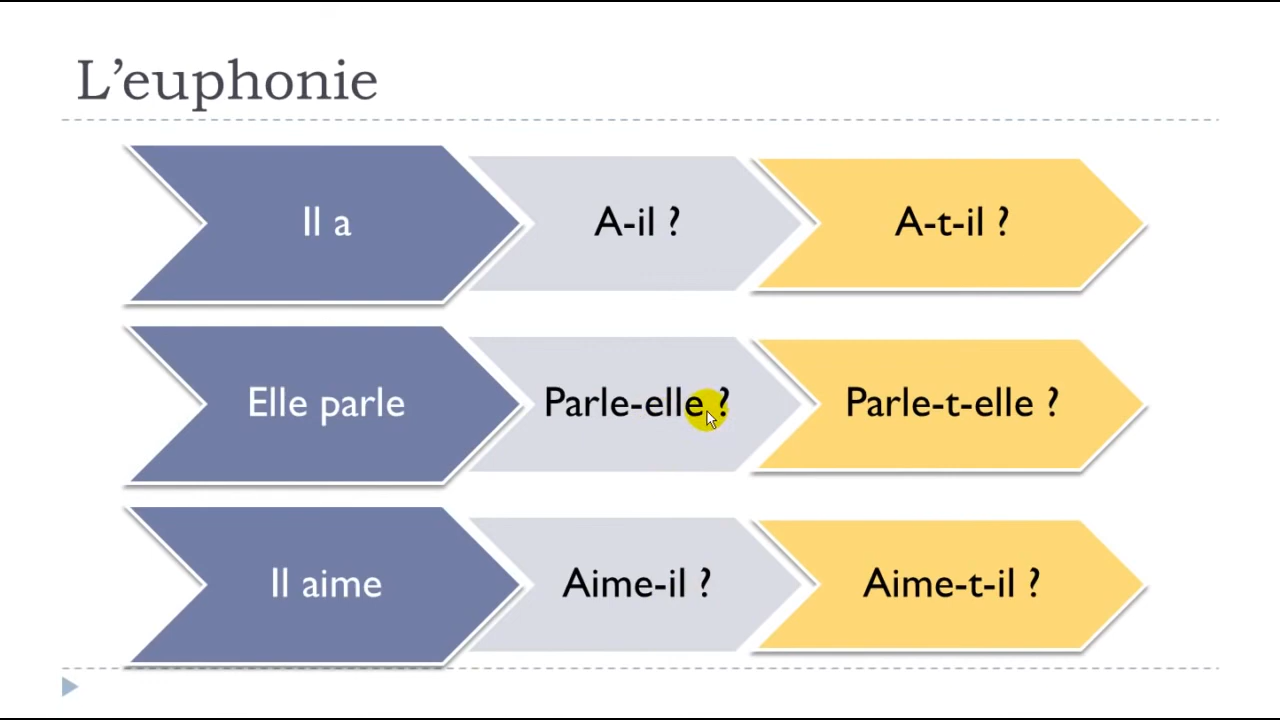 L’euphonie
Il a
A-il ?
A-t-il ?
Elle parle
Parle-elle ?
Parle-t-elle ?
Il aime
Aime-il ?
Aime-t-il ?